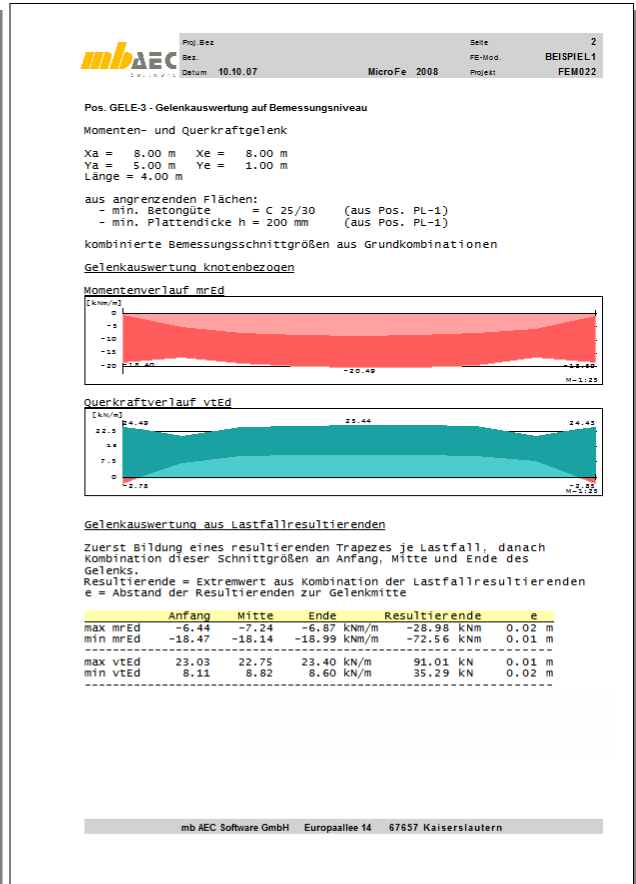 mb AEC Software
Proj.Bez Seite 2
Bez. FE-Mod. BEISPIEL1
Datum 10.10.07 MicroFe 2008 Projekt FEM022
Pos. GELE-3 - Gelenkauswertung auf Bemessungsniveau
Momenten- und Querkraftgelenk
Xa = 8.00 m Xe = 8.00 m
Ya = 5.00 m Ye = 1.00 m
Länge = 4.00 m
aus angrenzenden Flächen:
- min. Betongüte = C 25/30 (aus Pos. PL-1)
- min. Plattendicke h = 200 mm (aus Pos. PL-1)
kombinierte Bemessungsschnittgrößen aus Grundkombinationen
Gelenkauswertung knotenbezogen
Momentenverlauf mrEd
[kNm/m]
0
-5
-10
-15
-20 -18.40 -20.49
M-1:25
Querkraftverlauf vtEd
[kN/m]
24.49 25.44 24.43
22.5
15
7.5
0
-2.78 -2.85
M-1:25
Gelenkauswertung aus Lastfallresultierenden
Zuerst Bildung eines resultierenden Trapezes je Lastfall, danach
Kombination dieser Schnittgrößen an Anfang, Mitte und Ende des
Gelenks.
Resultierende = Extremwert aus Kombination der Lastfallresultierenden
e = Abstand der Resultierenden zur Gelenkmitte
Anfang Mitte Ende Resultierende e
max mrEd -6.44 -7.24 -6.87 kNm/m -28.98 kNm 0.02 m
min mrEd -18.47 -18.14 -18.99 kNm/m -72.56 kNm 0.01 m
max vtEd 23.03 22.75 23.40 kN/m 91.01 kN 0.01 m
min vtEd 8.11 8.82 8.60 kN/m 35.29 kN 0.02 m
mb AEC Software GmbH Europaallee 14 67657 Kaiserslautern